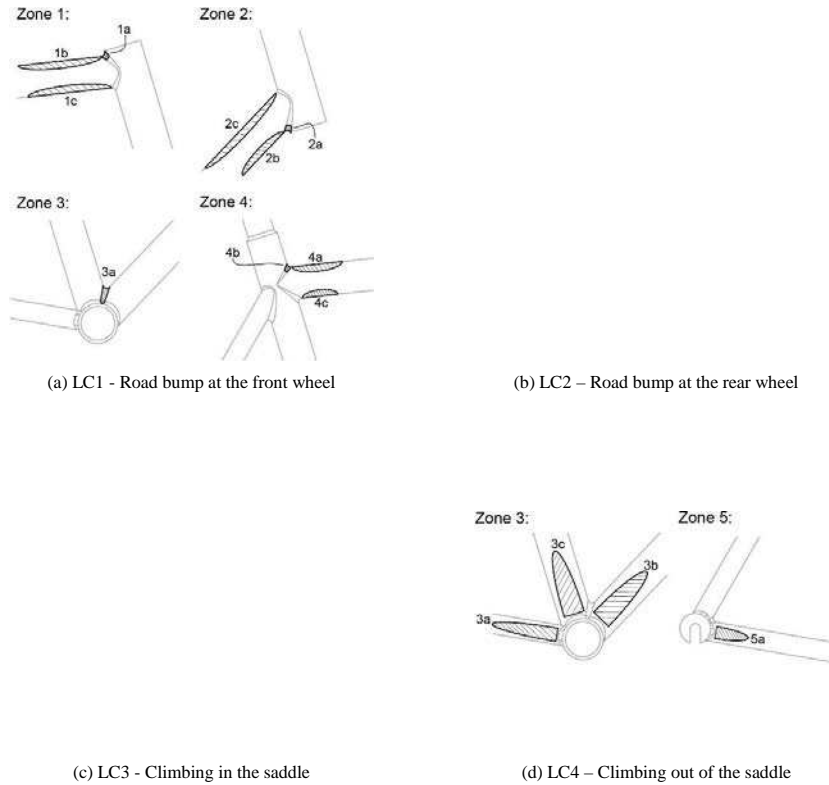 Zone 1:
Zone 2:
1a
1b
1c
2c
2b
2a
Zone 3:
Zone 4:
3a
4b
4a
4c
(a) LC1 - Road bump at the front wheel
(b) LC2 – Road bump at the rear wheel
Zone 3:
Zone 5:
3c
3b
3a
5a
(c) LC3 - Climbing in the saddle
(d) LC4 – Climbing out of the saddle